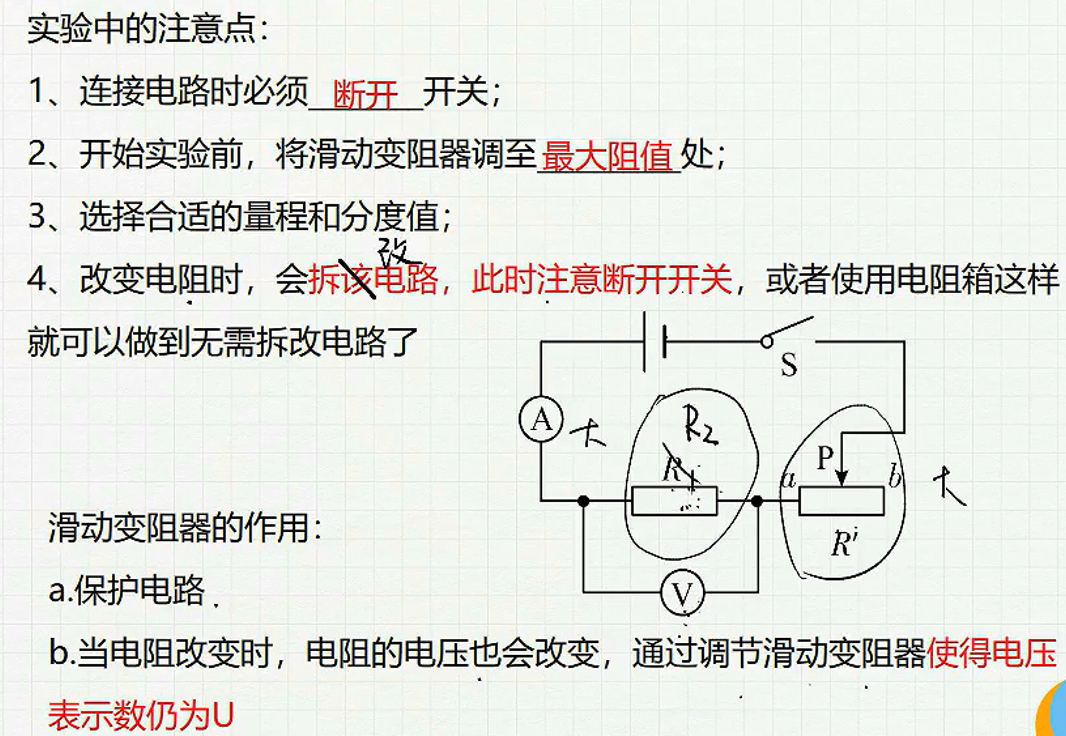 实验中的注意点：
1、连接电路时必须断开开关；
2、开始实验前，将滑动变阻器调至最大阻值处；
3、选择合适的量程和分度值；
改
4、改变电阻时，会拆该电路，此时注意断开开关，或者使用电阻箱这样
就可以做到无需拆改电路了
S
A 大
R2
R1
P
a b 大
R'
V
滑动变阻器的作用：
a.保护电路
b.当电阻改变时，电阻的电压也会改变，通过调节滑动变阻器使得电压
表示数仍为U